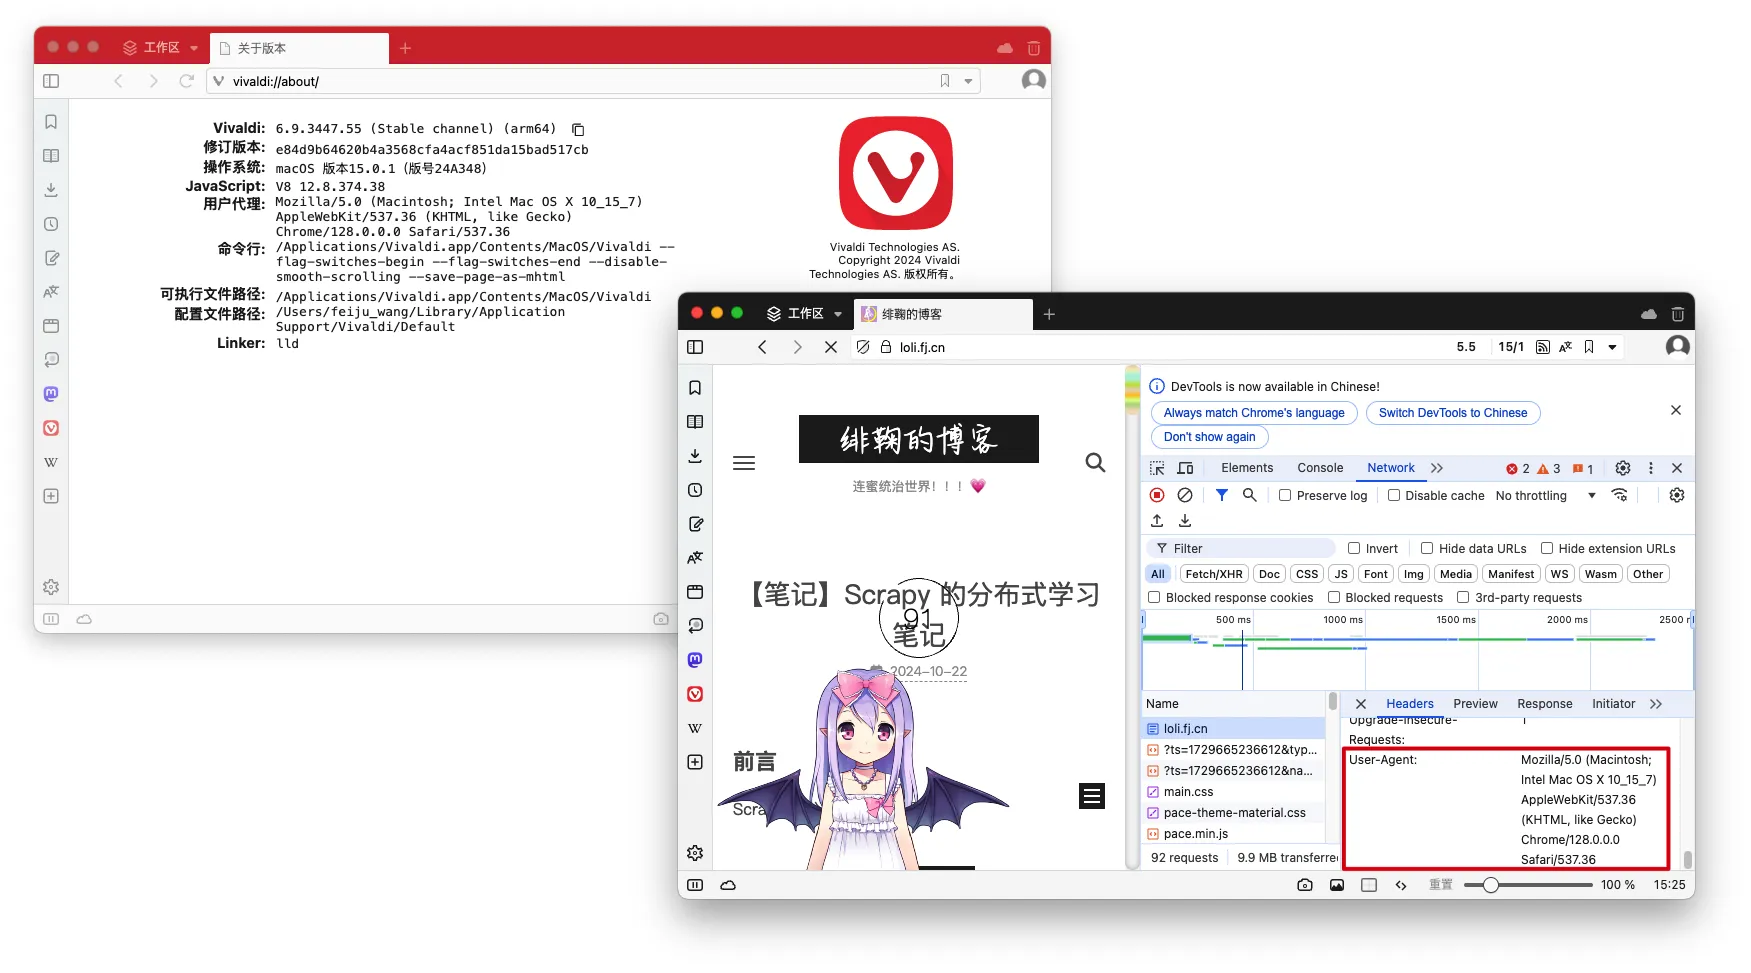 工作区
关于版本
vivaldi://about/
Vivaldi: 6.9.3447.55 (Stable channel) (arm64)
修订版本: e84d9b64620b4a3568cfa4acf851da15bad517cb
操作系统: macOS 版本15.0.1 (版号24A348)
JavaScript: V8 12.8.374.38
用户代理: Mozilla/5.0 (Macintosh; Intel Mac OS X 10_15_7)
AppleWebKit/537.36 (KHTML, like Gecko)
Chrome/128.0.0.0 Safari/537.36
命令行: /Applications/Vivaldi.app/Contents/MacOS/Vivaldi --
flag-switches-begin --flag-switches-end --disable-
smooth-scrolling --save-page-as-mhtml
可执行文件路径: /Applications/Vivaldi.app/Contents/MacOS/Vivaldi
配置文件路径: /Users/feiju_wang/Library/Application
Support/Vivaldi/Default
Linker: lld
Vivaldi Technologies AS.
Copyright 2024 Vivaldi
Technologies AS. 版权所有。
W
工作区
绯鞠的博客
loli.fj.cn
5.5
15/1
W
绯鞠的博客
连蜜统治世界！！！
【笔记】Scrapy 的分布式学习
笔记
91
2024-10-22
前言
Scra
DevTools is now available in Chinese!
Always match Chrome's language
Switch DevTools to Chinese
Don't show again
Elements
Console
Network
2
3
1
Preserve log
Disable cache
No throttling
Filter
Invert
Hide data URLs
Hide extension URLs
All
Fetch/XHR
Doc
CSS
JS
Font
Img
Media
Manifest
WS
Wasm
Other
Blocked response cookies
Blocked requests
3rd-party requests
500 ms
1000 ms
1500 ms
2000 ms
2500 r
Name
loli.fj.cn
?ts=1729665236612&typ...
?ts=1729665236612&na...
main.css
pace-theme-material.css
pace.min.js
92 requests
9.9 MB transferre
Headers
Preview
Response
Initiator
Upgrade-Insecure-
Requests:
1
User-Agent:
Mozilla/5.0 (Macintosh;
Intel Mac OS X 10_15_7)
AppleWebKit/537.36
(KHTML, like Gecko)
Chrome/128.0.0.0
Safari/537.36
重置
100 %
15:25